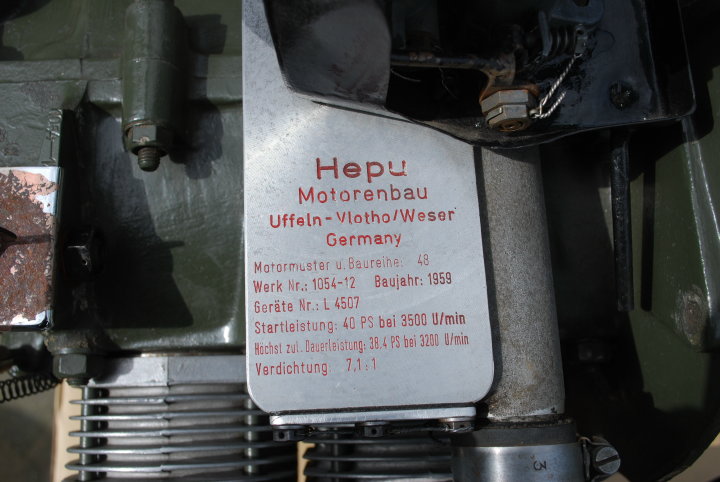 Hepu
Motorenbau
Uffeln-Vlotho/Weser
Germany
Motormuster u. Baureihe: 48
Werk Nr.: 1054-12 Baujahr: 1959
Geräte Nr.: L 4507
Startleistung: 40 PS bei 3500 U/min
Höchst zul. Dauerleistung: 38,4 PS bei 3200 U/min
Verdichtung: 7,1:1